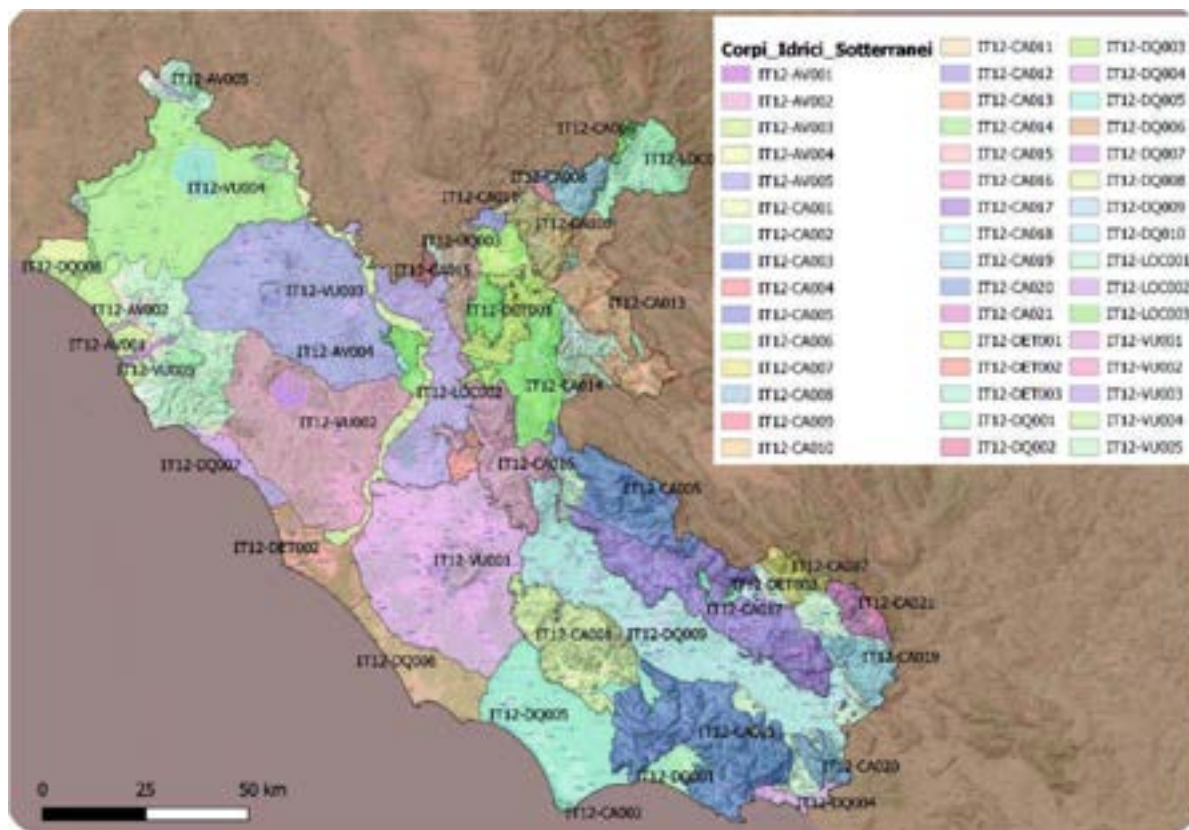 Corpi_Idrici_Sotterranei
IT12-AV001
IT12-AV002
IT12-AV003
IT12-AV004
IT12-AV005
IT12-CA001
IT12-CA002
IT12-CA003
IT12-CA004
IT12-CA005
IT12-CA006
IT12-CA007
IT12-CA008
IT12-CA009
IT12-CA010
IT12-CA011
IT12-CA012
IT12-CA013
IT12-CA014
IT12-CA015
IT12-CA016
IT12-CA017
IT12-CA018
IT12-CA019
IT12-CA020
IT12-CA021
IT12-DET001
IT12-DET002
IT12-DET003
IT12-DQ001
IT12-DQ002
IT12-DQ003
IT12-DQ004
IT12-DQ005
IT12-DQ006
IT12-DQ007
IT12-DQ008
IT12-DQ009
IT12-DQ010
IT12-LOC001
IT12-LOC002
IT12-LOC003
IT12-VU001
IT12-VU002
IT12-VU003
IT12-VU004
IT12-VU005
IT12-AV005
IT12-VU004
IT12-DQ008
IT12-VU003
IT12-AV002
IT12-AV001
IT12-VU005
IT12-AV004
IT12-VU002
IT12-LOC002
IT12-DQ003
IT12-CA015
IT12-DET001
IT12-CA013
IT12-CA014
IT12-DQ007
IT12-CA016
IT12-CA005
IT12-DET002
IT12-VU001
IT12-CA007
IT12-DET003
IT12-CA017
IT12-CA021
IT12-DQ009
IT12-CA019
IT12-DQ006
IT12-DQ005
IT12-DQ001
IT12-CA020
IT12-DQ004
0 25 50 km